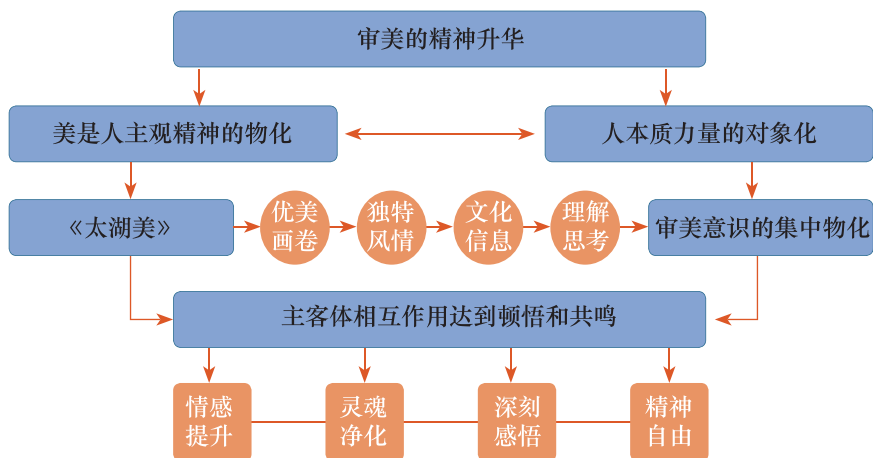 审美的精神升华
美是人主观精神的物化
人本质力量的对象化
《太湖美》
优美
画卷
独特
风情
文化
信息
理解
思考
审美意识的集中物化
主客体相互作用达到顿悟和共鸣
情感
提升
灵魂
净化
深刻
感悟
精神
自由